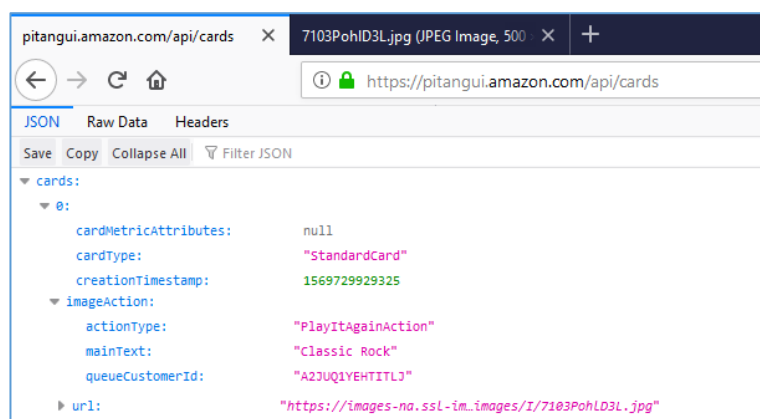 pitangui.amazon.com/api/cards
7103PohlD3L.jpg (JPEG Image, 500
https://pitangui.amazon.com/api/cards
JSON Raw Data Headers
Save Copy Collapse All Filter JSON
cards:
0:
cardMetricAttributes: null
cardType: "StandardCard"
creationTimestamp: 1569729929325
imageAction:
actionType: "PlayItAgainAction"
mainText: "Classic Rock"
queueCustomerId: "A2JUQ1YEHTITLJ"
url: "https://images-na.ssl-im…images/I/7103PohLD3L.jpg"